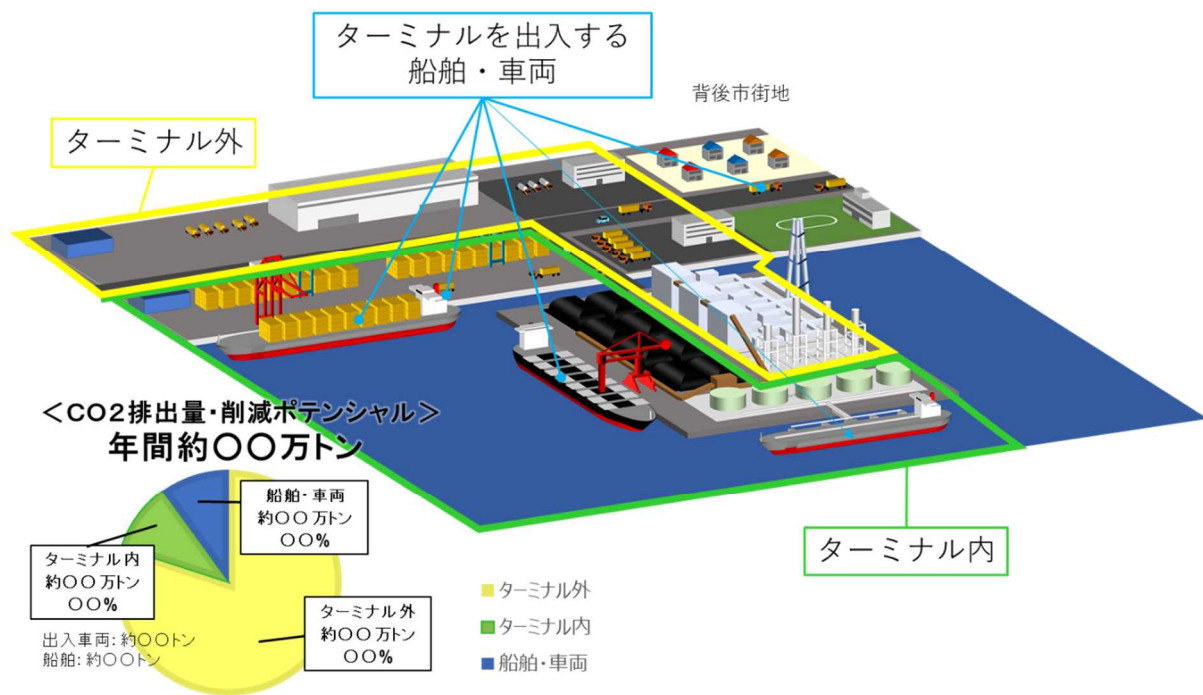 ターミナルを出入する
船舶・車両
背後市街地
ターミナル外
＜CO2排出量・削減ポテンシャル＞
年間約〇〇万トン
船舶・車両
約〇〇万トン
〇〇%
ターミナル内
約〇〇万トン
〇〇%
ターミナル外
約〇〇万トン
〇〇%
出入車両：約〇〇トン
船舶：約〇〇トン
ターミナル内
ターミナル外
ターミナル内
船舶・車両